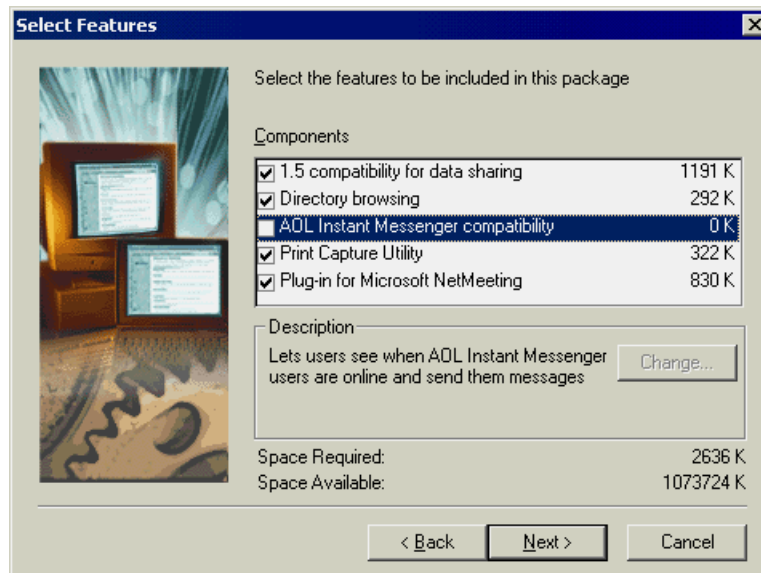 Select Features
Select the features to be included in this package
Components
1.5 compatibility for data sharing 1191 K
Directory browsing 292 K
AOL Instant Messenger compatibility 0 K
Print Capture Utility 322 K
Plug-in for Microsoft NetMeeting 830 K
Description
Lets users see when AOL Instant Messenger
users are online and send them messages
Change...
Space Required: 2636 K
Space Available: 1073724 K
< Back Next > Cancel